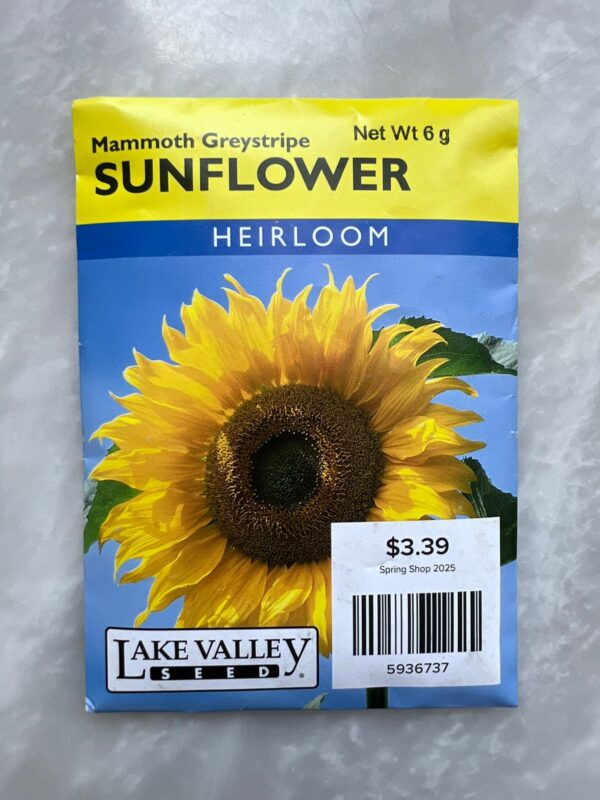 Mammoth Greystripe Net Wt 6 g
SUNFLOWER
HEIRLOOM
$3.39
Spring Shop 2025
5936737
LAKE VALLEY
SEED®